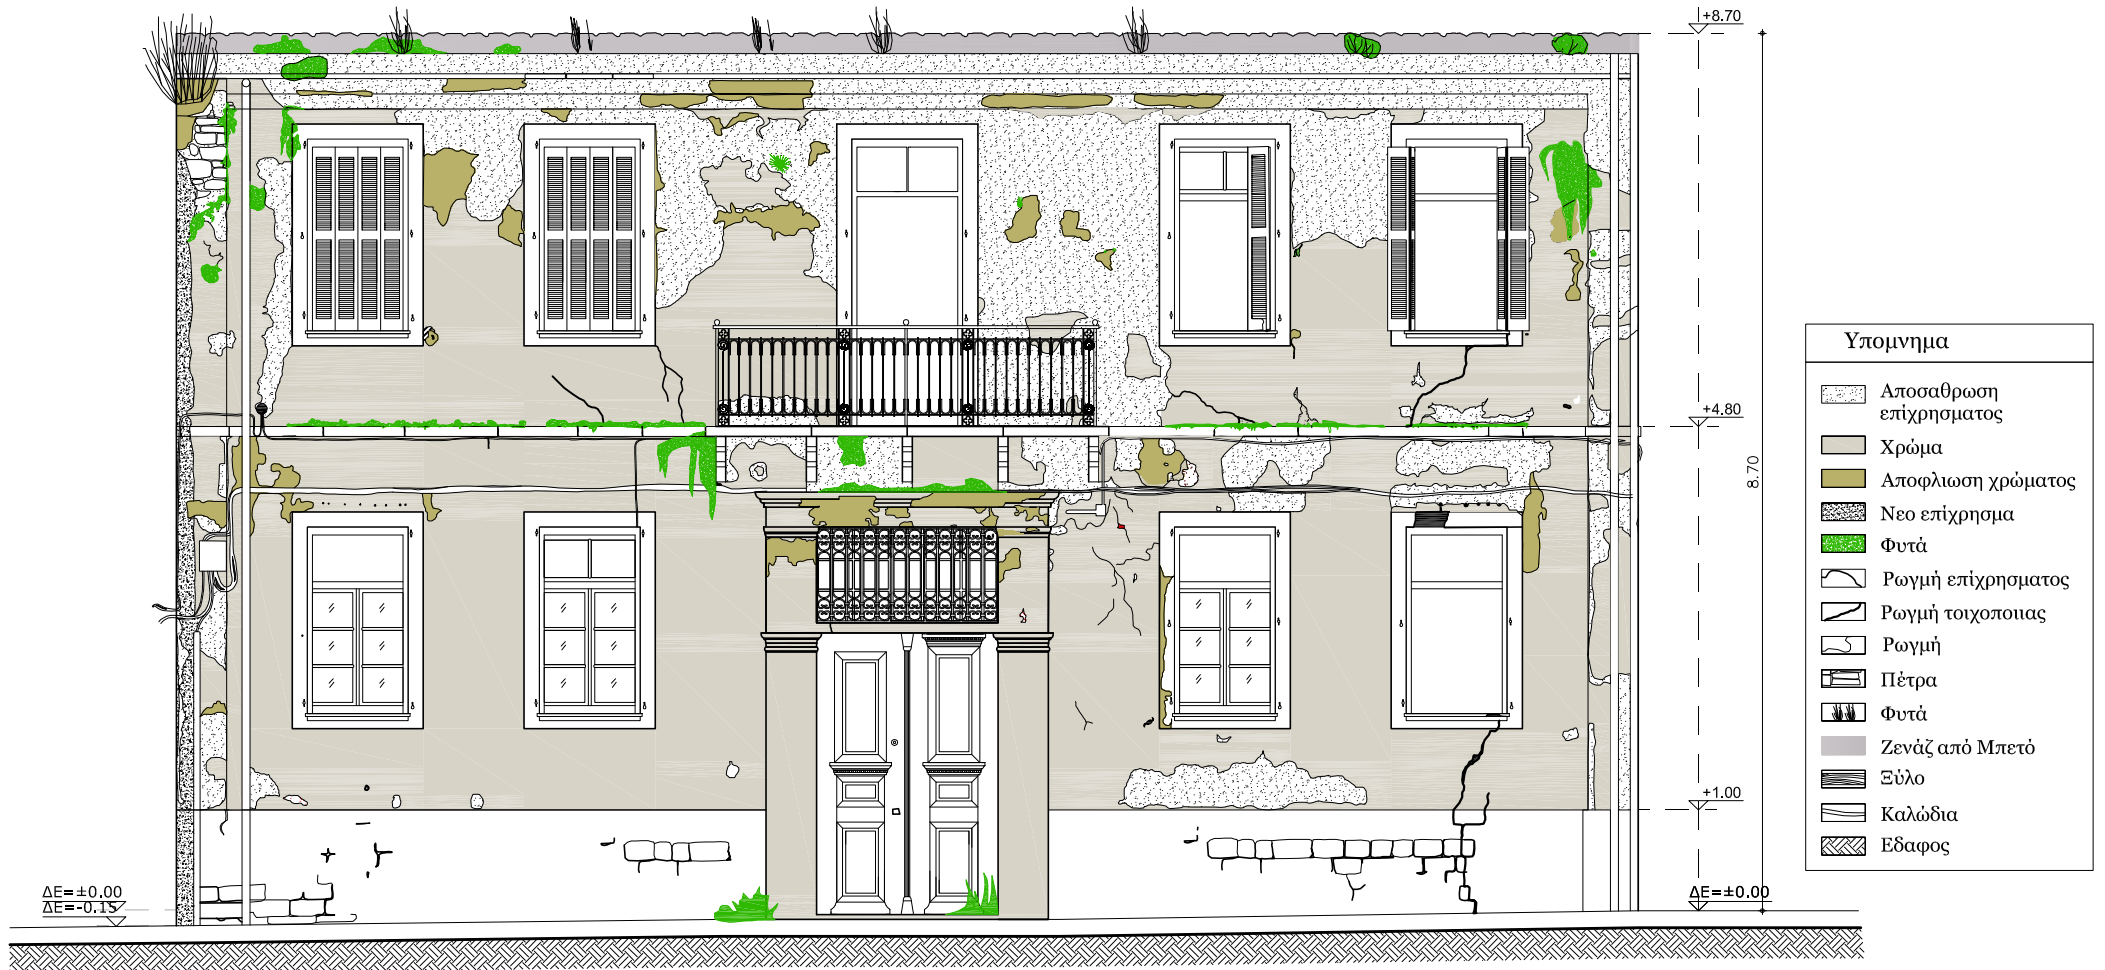 +8.70
+4.80
8.70
+1.00
ΔΕ=±0.00
ΔΕ=±0.00
ΔΕ=-0.15
Υπομνημα
Αποσαθρωση
επίχρησματος
Χρώμα
Αποφλιωση χρώματος
Νεο επίχρησμα
Φυτά
Ρωγμή επίχρησματος
Ρωγμή τοιχοποιιας
Ρωγμή
Πέτρα
Φυτά
Ζενάζ από Μπετό
Ξύλο
Καλώδια
Εδαφος